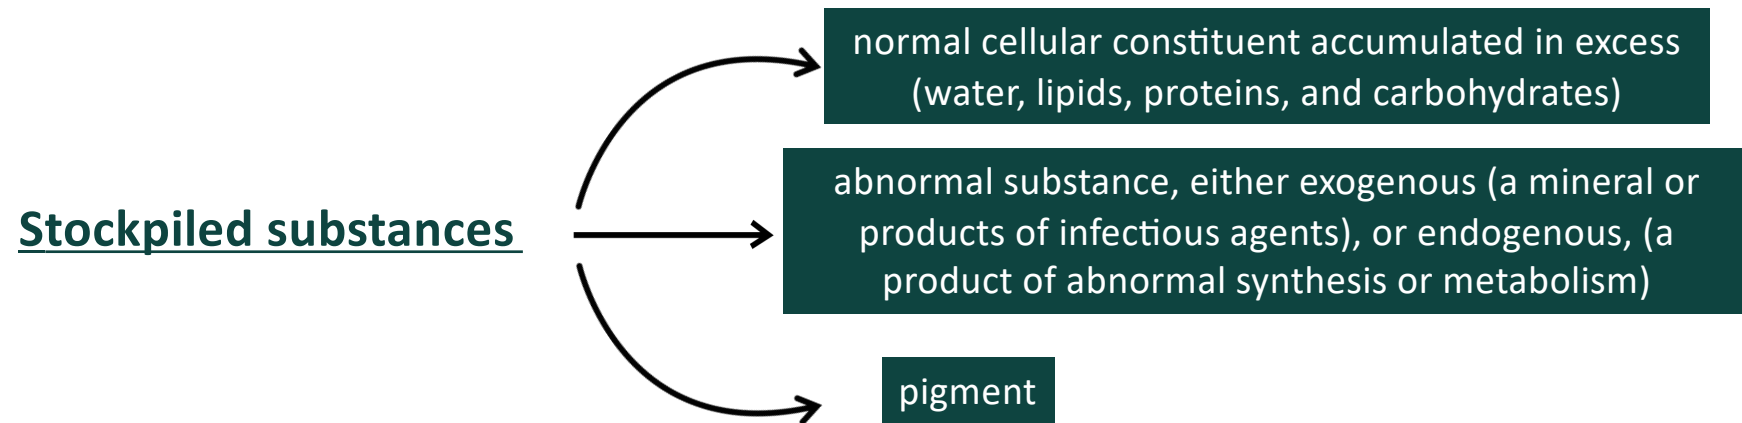 normal cellular constituent accumulated in excess
(water, lipids, proteins, and carbohydrates)
abnormal substance, either exogenous (a mineral or
products of infectious agents), or endogenous, (a
product of abnormal synthesis or metabolism)
Stockpiled substances
pigment